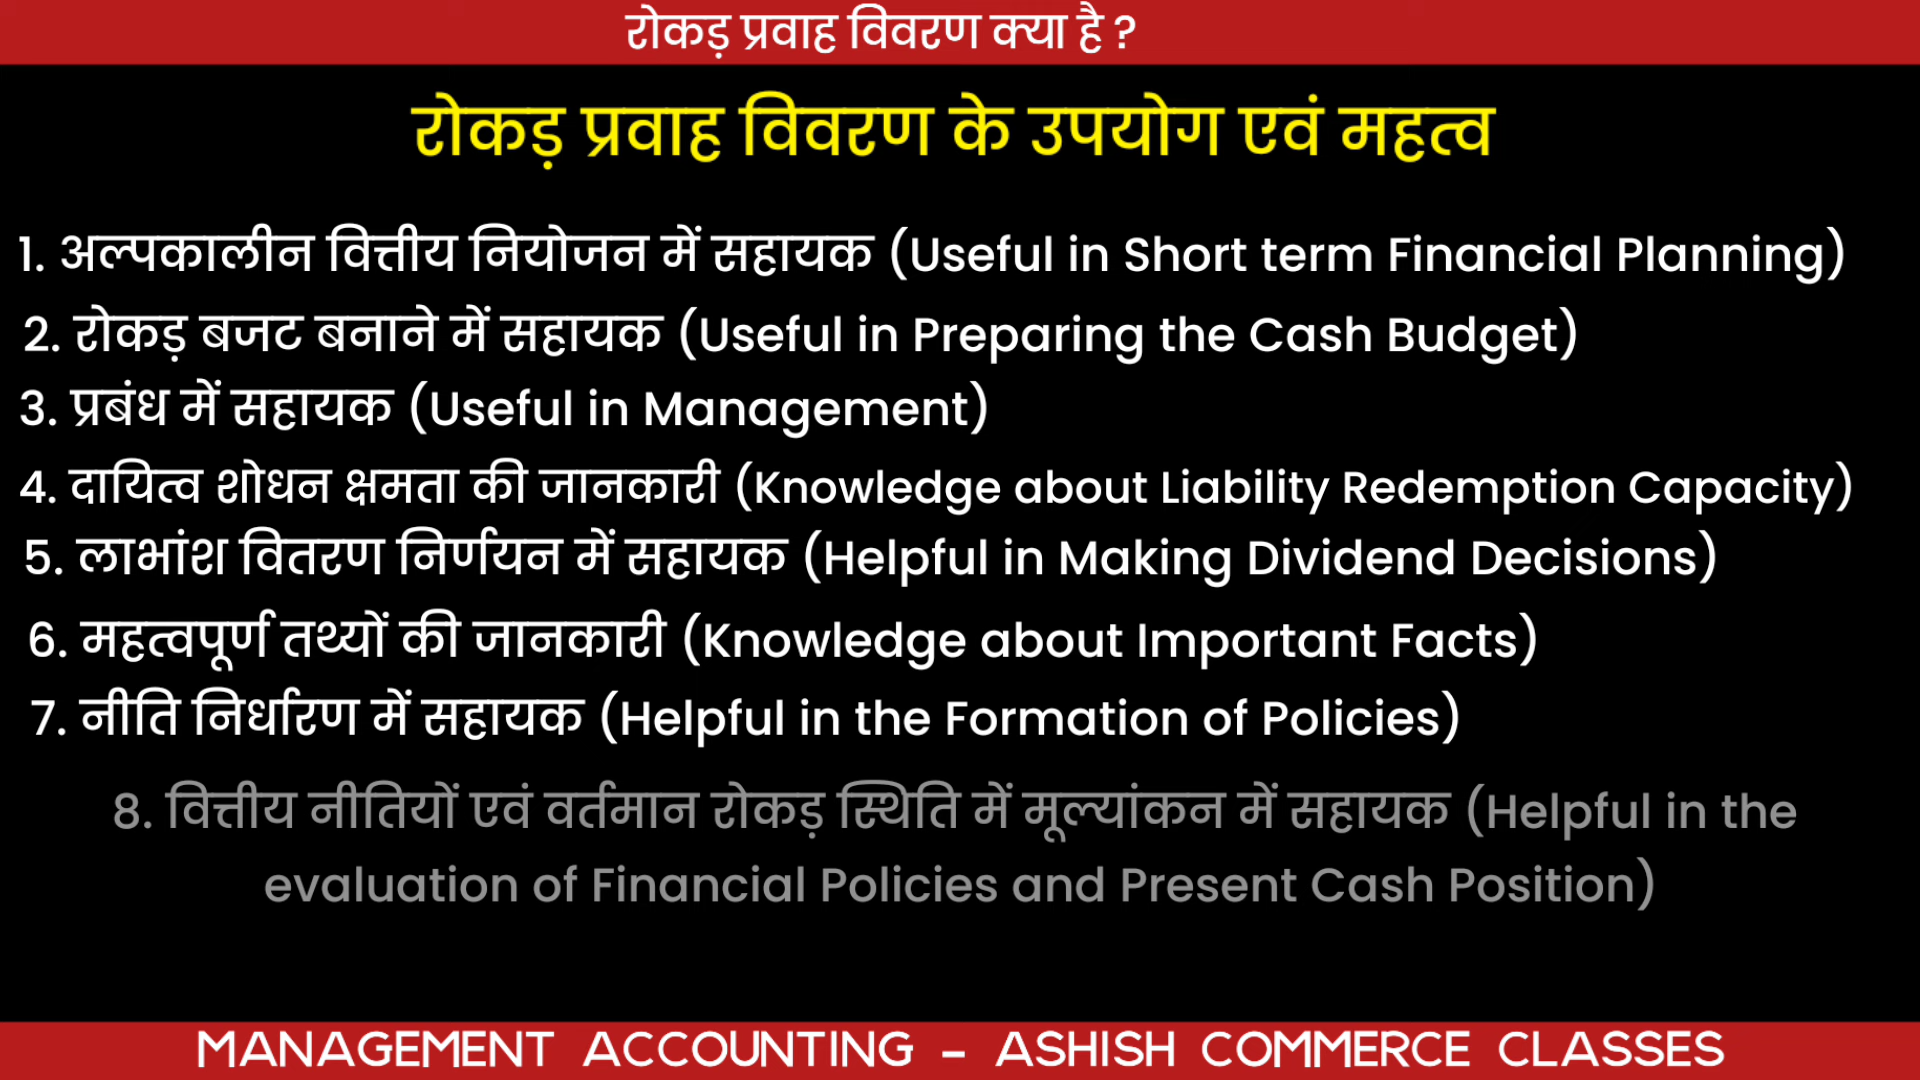 रोकड़ प्रवाह विवरण क्या है ?
रोकड़ प्रवाह विवरण के उपयोग एवं महत्व
1. अल्पकालीन वित्तीय नियोजन में सहायक (Useful in Short term Financial Planning)
2. रोकड़ बजट बनाने में सहायक (Useful in Preparing the Cash Budget)
3. प्रबंध में सहायक (Useful in Management)
4. दायित्व शोधन क्षमता की जानकारी (Knowledge about Liability Redemption Capacity)
5. लाभांश वितरण निर्णयन में सहायक (Helpful in Making Dividend Decisions)
6. महत्वपूर्ण तथ्यों की जानकारी (Knowledge about Important Facts)
7. नीति निर्धारण में सहायक (Helpful in the Formation of Policies)
8. वित्तीय नीतियों एवं वर्तमान रोकड़ स्थिति में मूल्यांकन में सहायक (Helpful in the
evaluation of Financial Policies and Present Cash Position)
MANAGEMENT ACCOUNTING – ASHISH COMMERCE CLASSES